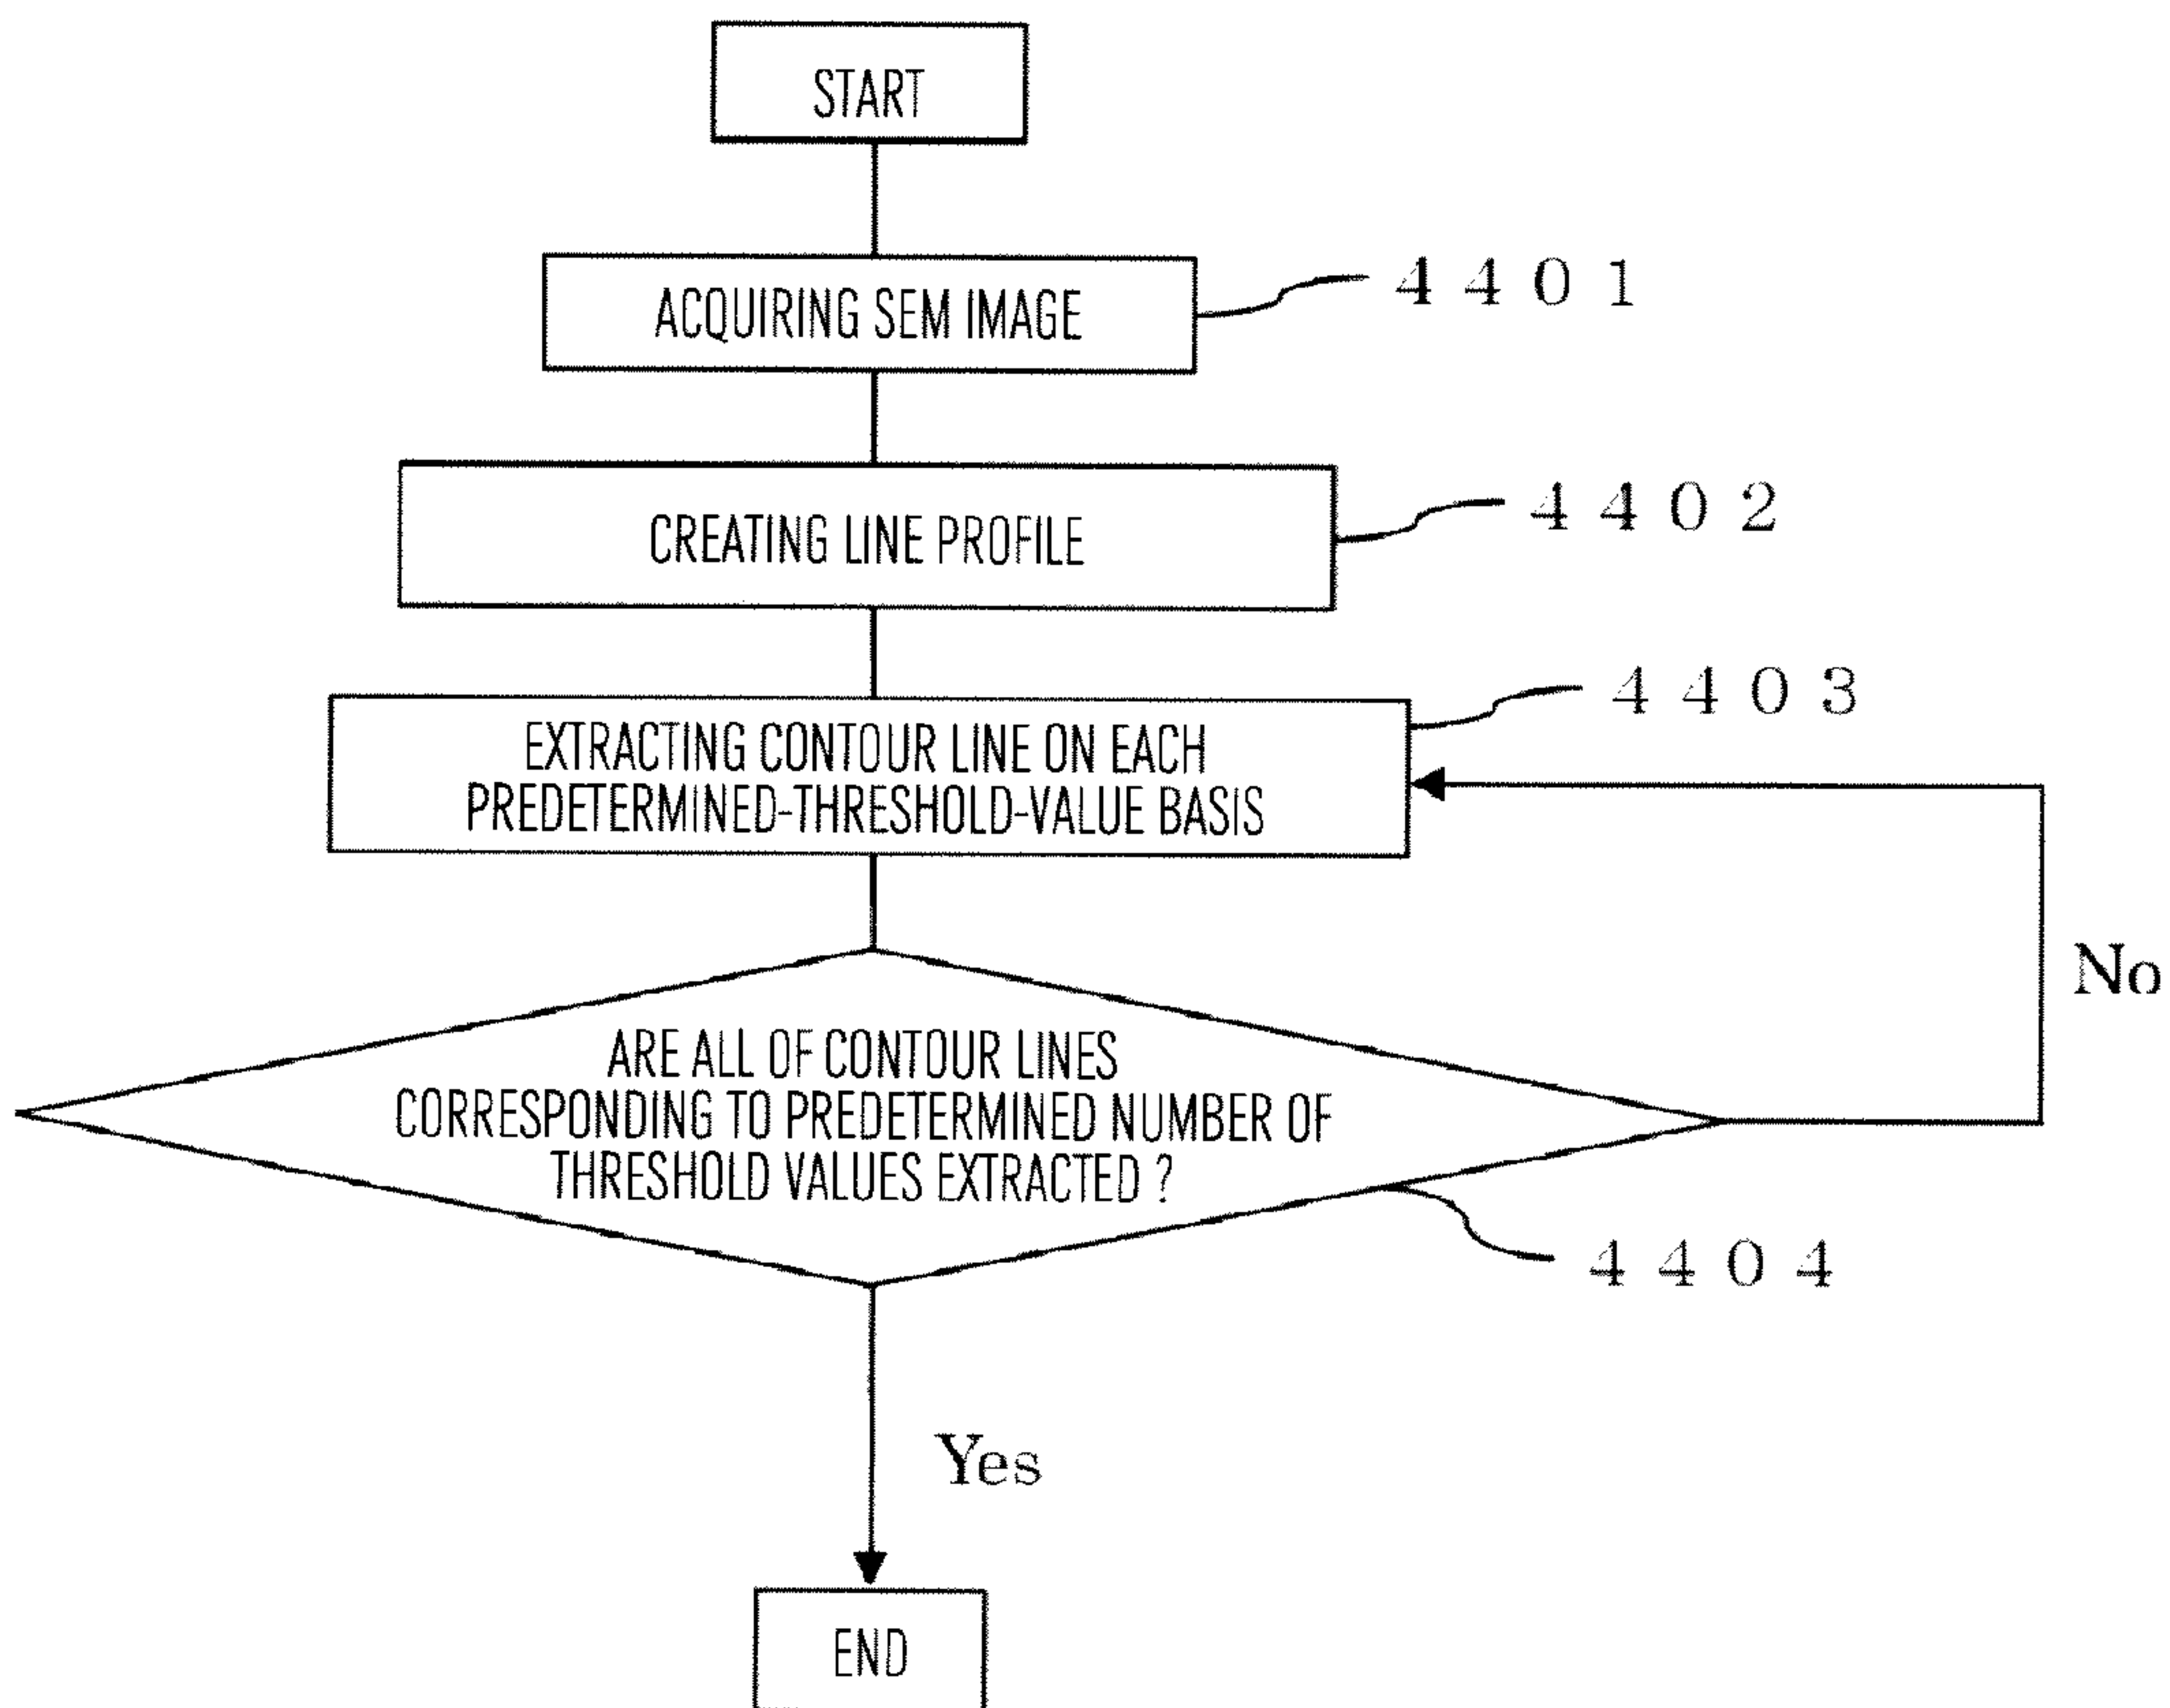 START
ACQUIRING SEM IMAGE
4401
CREATING LINE PROFILE
4402
4403
EXTRACTING CONTOUR LINE ON EACH
PREDETERMINED-THRESHOLD-VALUE BASIS
No
ARE ALL OF CONTOUR LINES
CORRESPONDING TO PREDETERMINED NUMBER OF
THRESHOLD VALUES EXTRACTED ?
4404
Yes
END